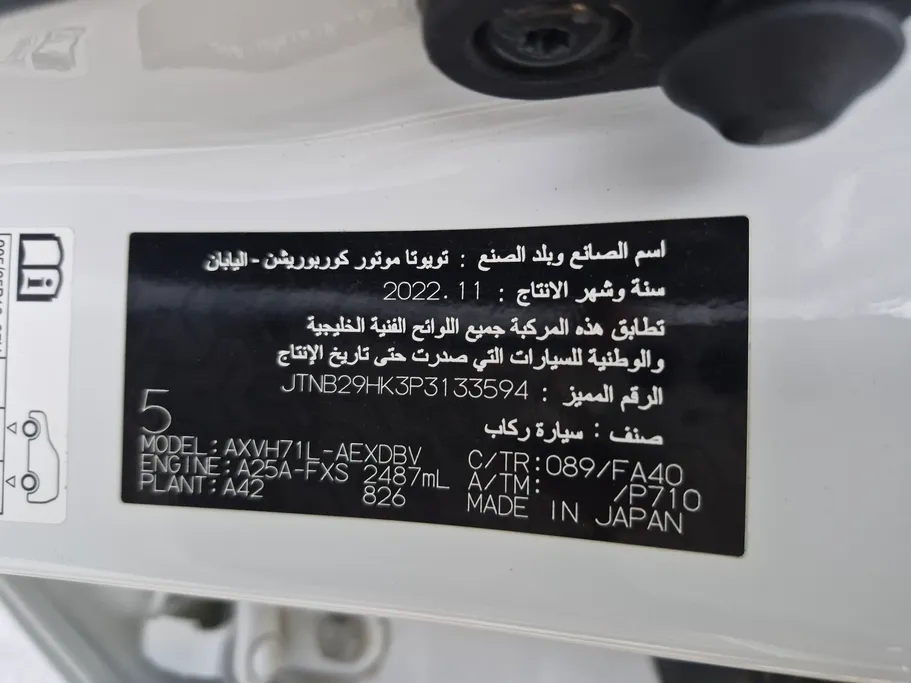 اسم الصانع وبلد الصنع : تويوتا موتور كوربوريشن - اليابان
سنة وشهر الانتاج : 2022.11
تطابق هذه المركبة جميع اللوائح الفنية الخليجية
والوطنية للسيارات التي صدرت حتى تاريخ الإنتاج
الرقم المميز : JTNB29HK3P3133594
صنف : سيارة ركاب
5
MODEL:AXVH71L-AEXDBV
ENGINE:A25A-FXS 2487mL
PLANT:A42 826
C/TR:089/FA40
A/TM: /P710
MADE IN JAPAN